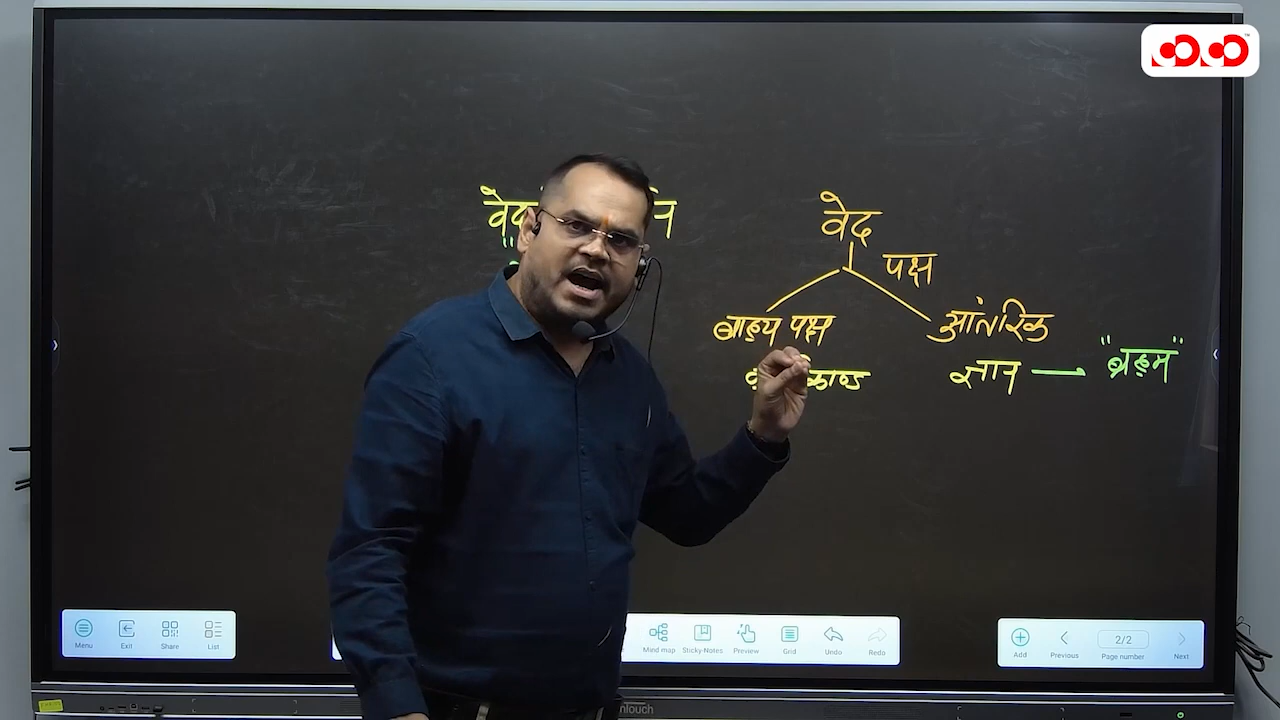 वेद
पक्ष
बाह्य पक्ष
आंतरिक
ज्ञान → "ब्रह्म"
Menu
Exit
Share
List
Mind map
Sticky-Notes
Preview
Grid
Undo
Redo
Add
Previous
2/2
Page number
Next